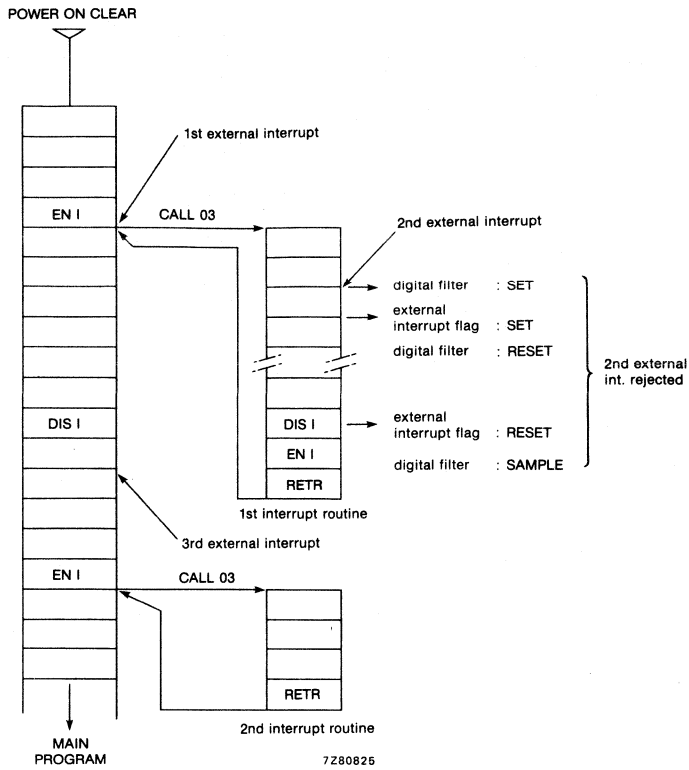 POWER ON CLEAR
1st external interrupt
EN I
CALL 03
2nd external interrupt
digital filter : SET
external
interrupt flag : SET
digital filter : RESET
2nd external
int. rejected
DIS I
DIS I
external
interrupt flag : RESET
EN I
digital filter : SAMPLE
RETR
1st interrupt routine
3rd external interrupt
EN I
CALL 03
RETR
2nd interrupt routine
MAIN
PROGRAM
7Z80825